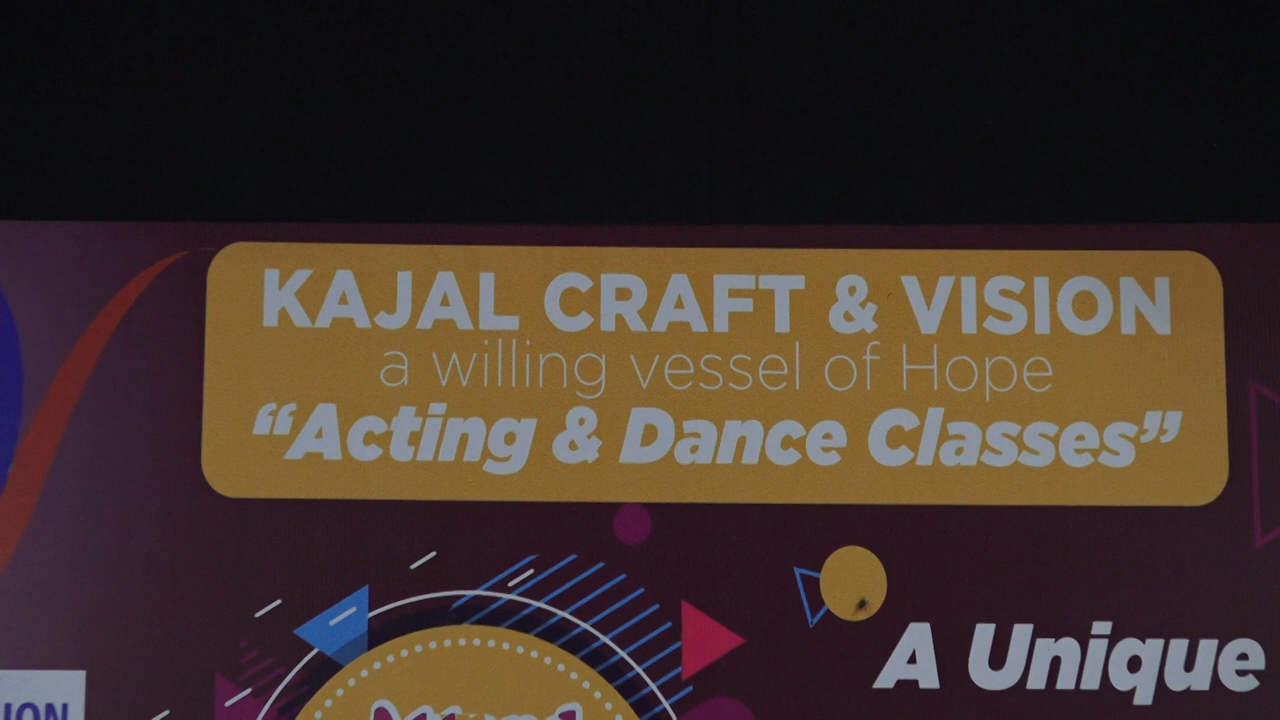 KAJAL CRAFT & VISION
a willing vessel of Hope
“Acting & Dance Classes”
A Unique